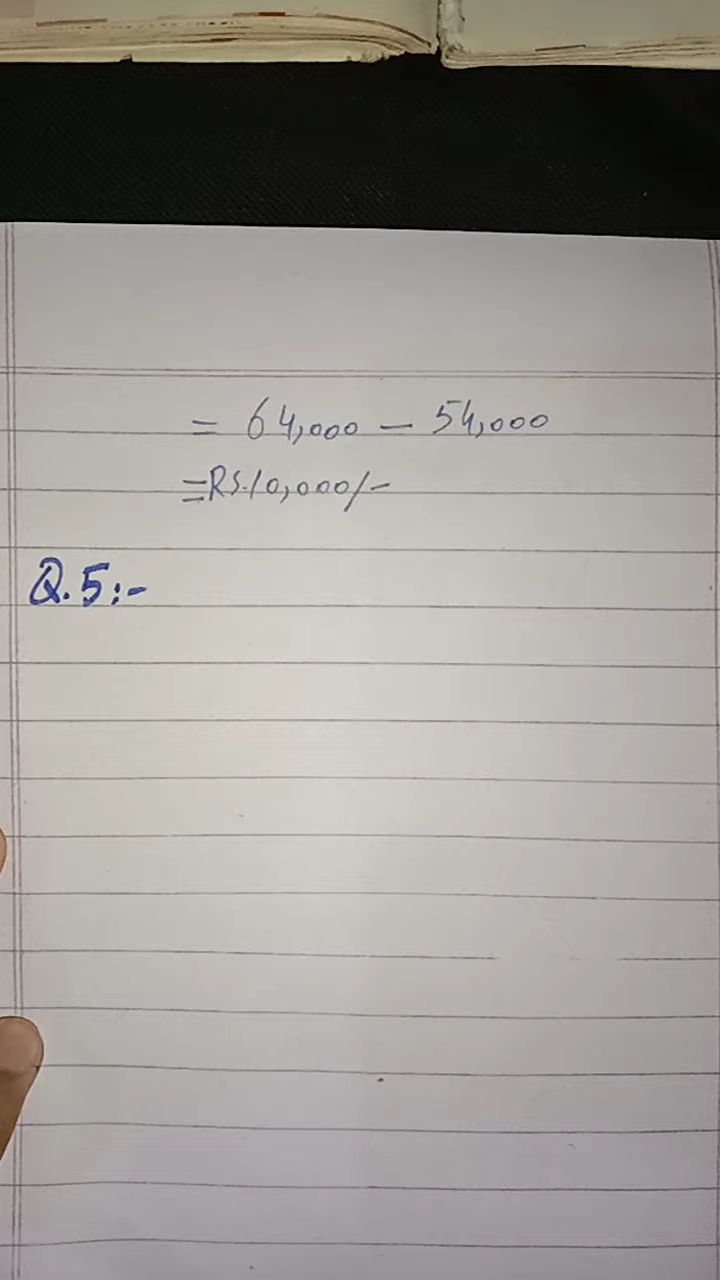 = 64,000 - 54,000
=RS.10,000/-
Q.5:-